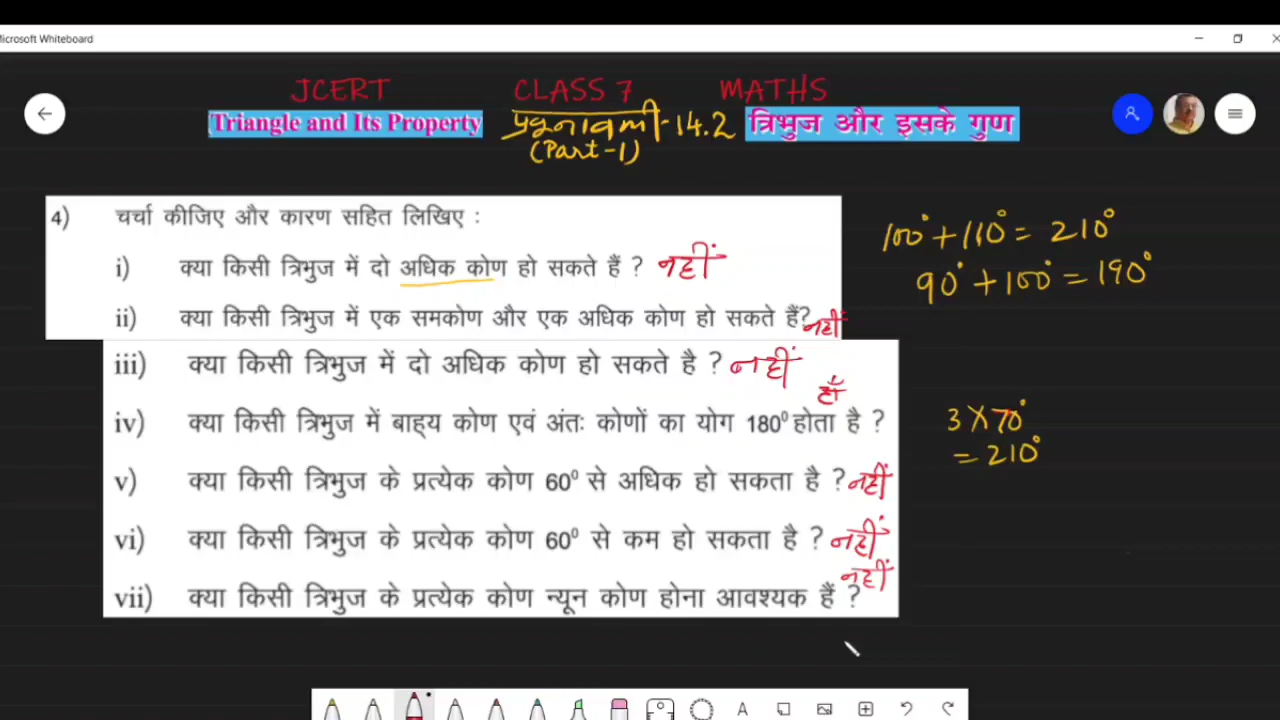 Microsoft Whiteboard
JCERT CLASS 7 MATHS
Triangle and Its Property प्रश्नावली-14.2 त्रिभुज और इसके गुण
(Part-1)
4) चर्चा कीजिए और कारण सहित लिखिए :
i) क्या किसी त्रिभुज में दो अधिक कोण हो सकते हैं ? नहीं
ii) क्या किसी त्रिभुज में एक समकोण और एक अधिक कोण हो सकते हैं? नहीं
iii) क्या किसी त्रिभुज में दो अधिक कोण हो सकते है ? नहीं
हाँ
iv) क्या किसी त्रिभुज में बाह्य कोण एवं अंतः कोणों का योग 180⁰ होता है ?
v) क्या किसी त्रिभुज के प्रत्येक कोण 60⁰ से अधिक हो सकता है ? नहीं
vi) क्या किसी त्रिभुज के प्रत्येक कोण 60⁰ से कम हो सकता है ? नहीं
नहीं
vii) क्या किसी त्रिभुज के प्रत्येक कोण न्यून कोण होना आवश्यक हैं ?
100° + 110° = 210°
90° + 100° = 190°
3 X 70°
= 210°
A